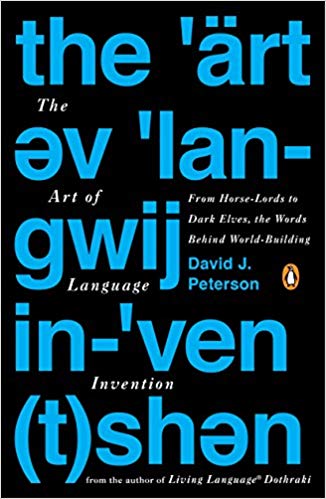 the 'ärt
The
əv 'lan-
Art of
From Horse-Lords to
Dark Elves, the Words
Behind World-Building
gwij
David J.
Peterson
Language
in-'ven
Invention
(t)shən
from the author of Living Language® Dothraki